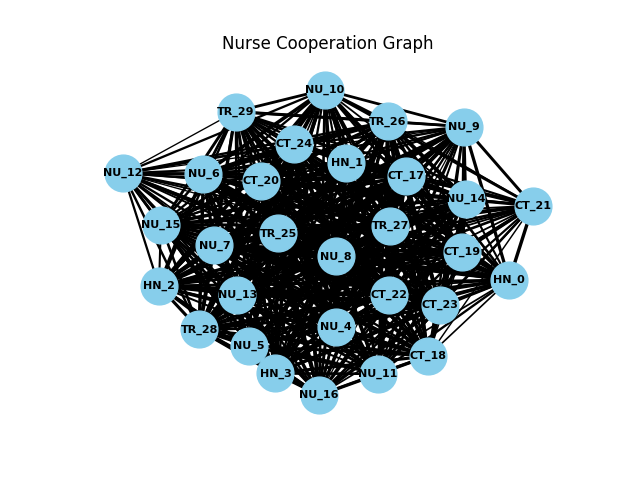 Nurse Cooperation Graph
NU_10
TR_29
TR_26
NU_9
CT_24
HN_1
NU_12
NU_6
CT_20
CT_17
NU_14
CT_21
NU_15
TR_25
TR_27
NU_7
NU_8
CT_19
HN_2
HN_0
NU_13
CT_22
CT_23
TR_28
NU_4
NU_5
CT_18
HN_3
NU_11
NU_16